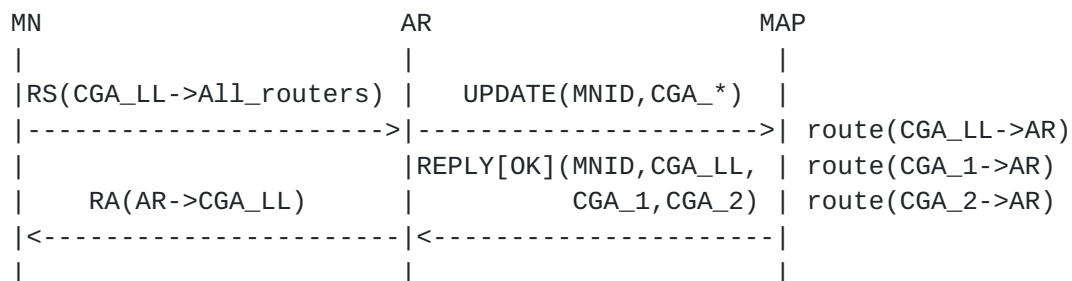 MN                     AR                    MAP
|                      |                     |
|RS(CGA_LL->All_routers) |   UPDATE(MNID,CGA_*)  |
|----------------------->|---------------------->| route(CGA_LL->AR)
|                        |REPLY[OK](MNID,CGA_LL, | route(CGA_1->AR)
|    RA(AR->CGA_LL)      |          CGA_1,CGA_2) | route(CGA_2->AR)
|<-----------------------|<----------------------|
|                        |                       |